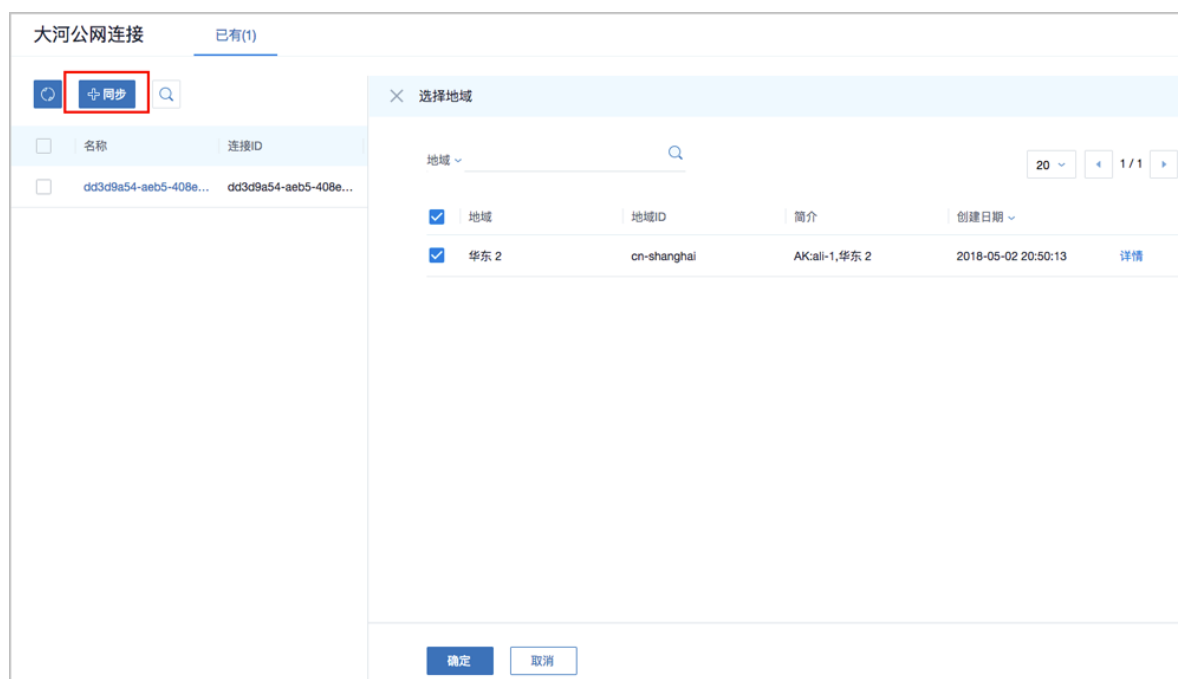 大河公网连接 已有(1)
同步
选择地域
名称 连接ID
地域
20 1 / 1
dd3d9a54-aeb5-408e... dd3d9a54-aeb5-408e...
地域 地域ID 简介 创建日期
华东 2 cn-shanghai AK:ali-1,华东 2 2018-05-02 20:50:13 详情
确定 取消